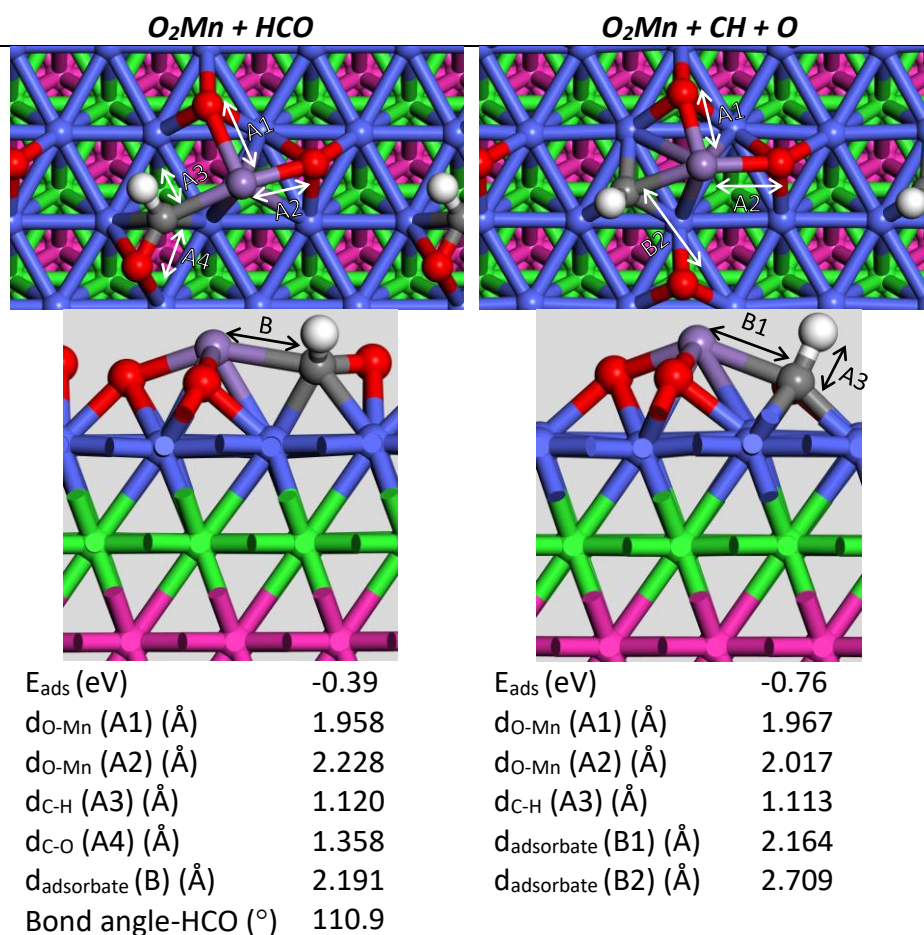 O2Mn + HCO O2Mn + CH + O
A1 A1
A3
A2 A2
A4 B2
B B1
A3
Eads (eV) -0.39 Eads (eV) -0.76
dO-Mn (A1) (Å) 1.958 dO-Mn (A1) (Å) 1.967
dO-Mn (A2) (Å) 2.228 dO-Mn (A2) (Å) 2.017
dC-H (A3) (Å) 1.120 dC-H (A3) (Å) 1.113
dC-O (A4) (Å) 1.358 dadsorbate (B1) (Å) 2.164
dadsorbate (B) (Å) 2.191 dadsorbate (B2) (Å) 2.709
Bond angle-HCO (°) 110.9